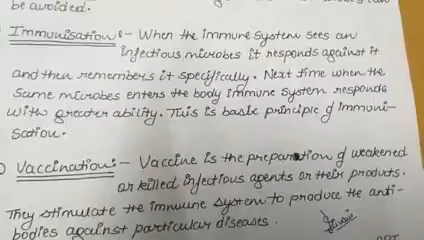 be avoided.
Immunisation :- When the immune system sees an
infectious microbes it responds against it
and then remembers it specifically. Next time when the
same microbes enters the body immune system responds
with greater ability. This is basic principle of Immuni-
sation.
Vaccination :- Vaccine is the preparation of weakened
or killed infectious agents or their products.
They stimulate the immune system to produce the anti-
bodies against particular diseases.